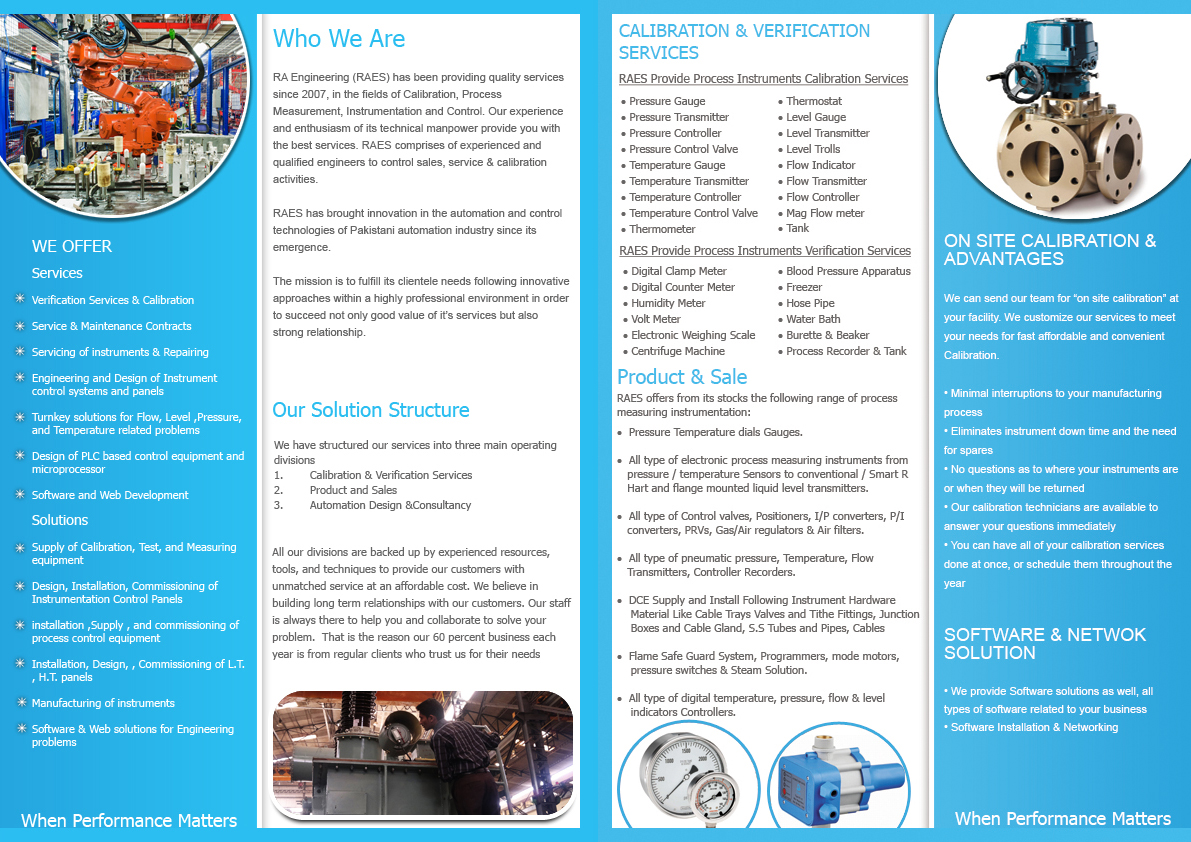 WE OFFER
Services
Verification Services & Calibration
Service & Maintenance Contracts
Servicing of instruments & Repairing
Engineering and Design of Instrument
control systems and panels
Turnkey solutions for Flow, Level ,Pressure,
and Temperature related problems
Design of PLC based control equipment and
microprocessor
Software and Web Development
Solutions
Supply of Calibration, Test, and Measuring
equipment
Design, Installation, Commissioning of
Instrumentation Control Panels
installation ,Supply , and commissioning of
process control equipment
Installation, Design, , Commissioning of L.T.
, H.T. panels
Manufacturing of instruments
Software & Web solutions for Engineering
problems
When Performance Matters
Who We Are
RA Engineering (RAES) has been providing quality services
since 2007, in the fields of Calibration, Process
Measurement, Instrumentation and Control. Our experience
and enthusiasm of its technical manpower provide you with
the best services. RAES comprises of experienced and
qualified engineers to control sales, service & calibration
activities.
RAES has brought innovation in the automation and control
technologies of Pakistani automation industry since its
emergence.
The mission is to fulfill its clientele needs following innovative
approaches within a highly professional environment in order
to succeed not only good value of it's services but also
strong relationship.
Our Solution Structure
We have structured our services into three main operating
divisions
1. Calibration & Verification Services
2. Product and Sales
3. Automation Design &Consultancy
All our divisions are backed up by experienced resources,
tools, and techniques to provide our customers with
unmatched service at an affordable cost. We believe in
building long term relationships with our customers. Our staff
is always there to help you and collaborate to solve your
problem. That is the reason our 60 percent business each
year is from regular clients who trust us for their needs
CALIBRATION & VERIFICATION
SERVICES
RAES Provide Process Instruments Calibration Services
• Pressure Gauge
• Pressure Transmitter
• Pressure Controller
• Pressure Control Valve
• Temperature Gauge
• Temperature Transmitter
• Temperature Controller
• Temperature Control Valve
• Thermometer
• Thermostat
• Level Gauge
• Level Transmitter
• Level Trolls
• Flow Indicator
• Flow Transmitter
• Flow Controller
• Mag Flow meter
• Tank
RAES Provide Process Instruments Verification Services
• Digital Clamp Meter
• Digital Counter Meter
• Humidity Meter
• Volt Meter
• Electronic Weighing Scale
• Centrifuge Machine
• Blood Pressure Apparatus
• Freezer
• Hose Pipe
• Water Bath
• Burette & Beaker
• Process Recorder & Tank
Product & Sale
RAES offers from its stocks the following range of process
measuring instrumentation:
• Pressure Temperature dials Gauges.
• All type of electronic process measuring instruments from
pressure / temperature Sensors to conventional / Smart R
Hart and flange mounted liquid level transmitters.
• All type of Control valves, Positioners, I/P converters, P/I
converters, PRVs, Gas/Air regulators & Air filters.
• All type of pneumatic pressure, Temperature, Flow
Transmitters, Controller Recorders.
• DCE Supply and Install Following Instrument Hardware
Material Like Cable Trays Valves and Tithe Fittings, Junction
Boxes and Cable Gland, S.S Tubes and Pipes, Cables
• Flame Safe Guard System, Programmers, mode motors,
pressure switches & Steam Solution.
• All type of digital temperature, pressure, flow & level
indicators Controllers.
ON SITE CALIBRATION &
ADVANTAGES
We can send our team for “on site calibration” at
your facility. We customize our services to meet
your needs for fast affordable and convenient
Calibration.
• Minimal interruptions to your manufacturing
process
• Eliminates instrument down time and the need
for spares
• No questions as to where your instruments are
or when they will be returned
• Our calibration technicians are available to
answer your questions immediately
• You can have all of your calibration services
done at once, or schedule them throughout the
year
SOFTWARE & NETWOK
SOLUTION
• We provide Software solutions as well, all
types of software related to your business
• Software Installation & Networking
When Performance Matters